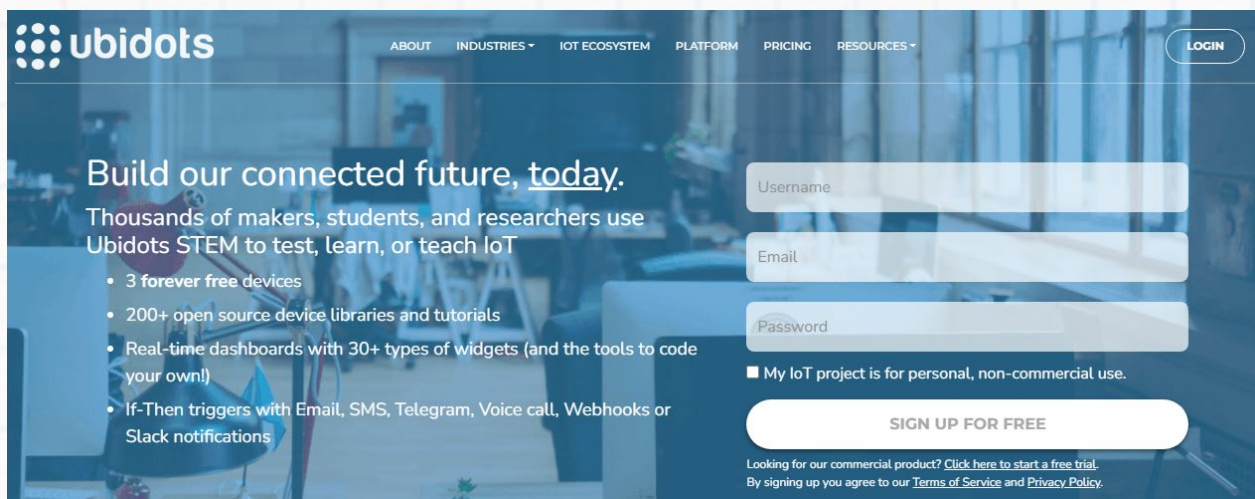 ubidots
ABOUT INDUSTRIES IOT ECOSYSTEM PLATFORM PRICING RESOURCES LOGIN
Build our connected future, today.
Thousands of makers, students, and researchers use
Ubidots STEM to test, learn, or teach IoT
• 3 forever free devices
• 200+ open source device libraries and tutorials
• Real-time dashboards with 30+ types of widgets (and the tools to code
your own!)
• If-Then triggers with Email, SMS, Telegram, Voice call, Webhooks or
Slack notifications
Username
Email
Password
My IoT project is for personal, non-commercial use.
SIGN UP FOR FREE
Looking for our commercial product? Click here to start a free trial.
By signing up you agree to our Terms of Service and Privacy Policy.